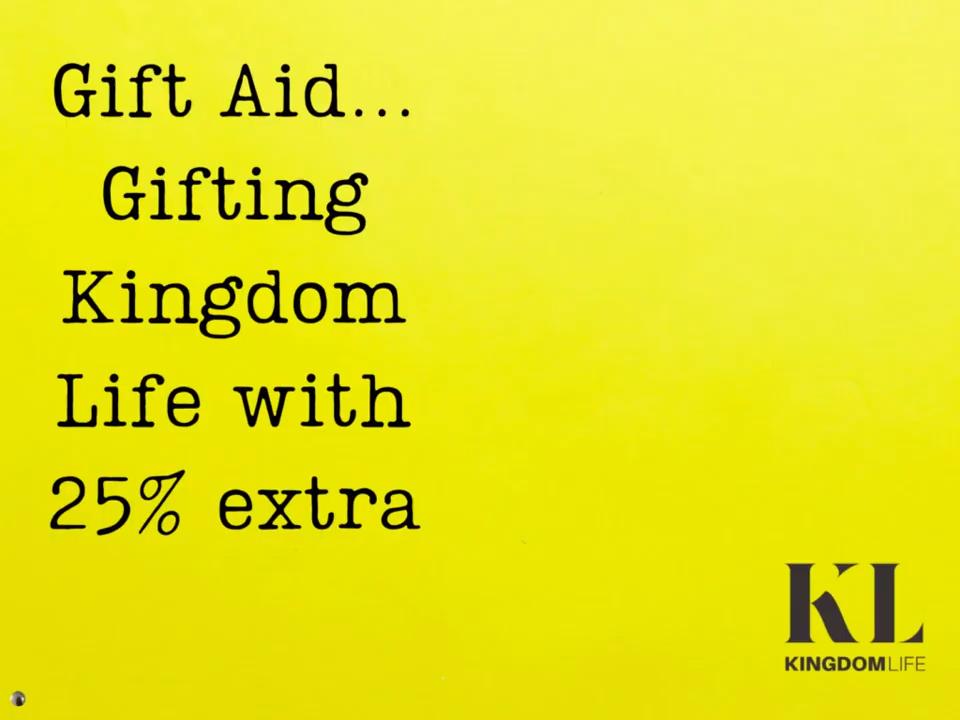 Gift Aid...
Gifting
Kingdom
Life with
25% extra
KL
KINGDOMLIFE